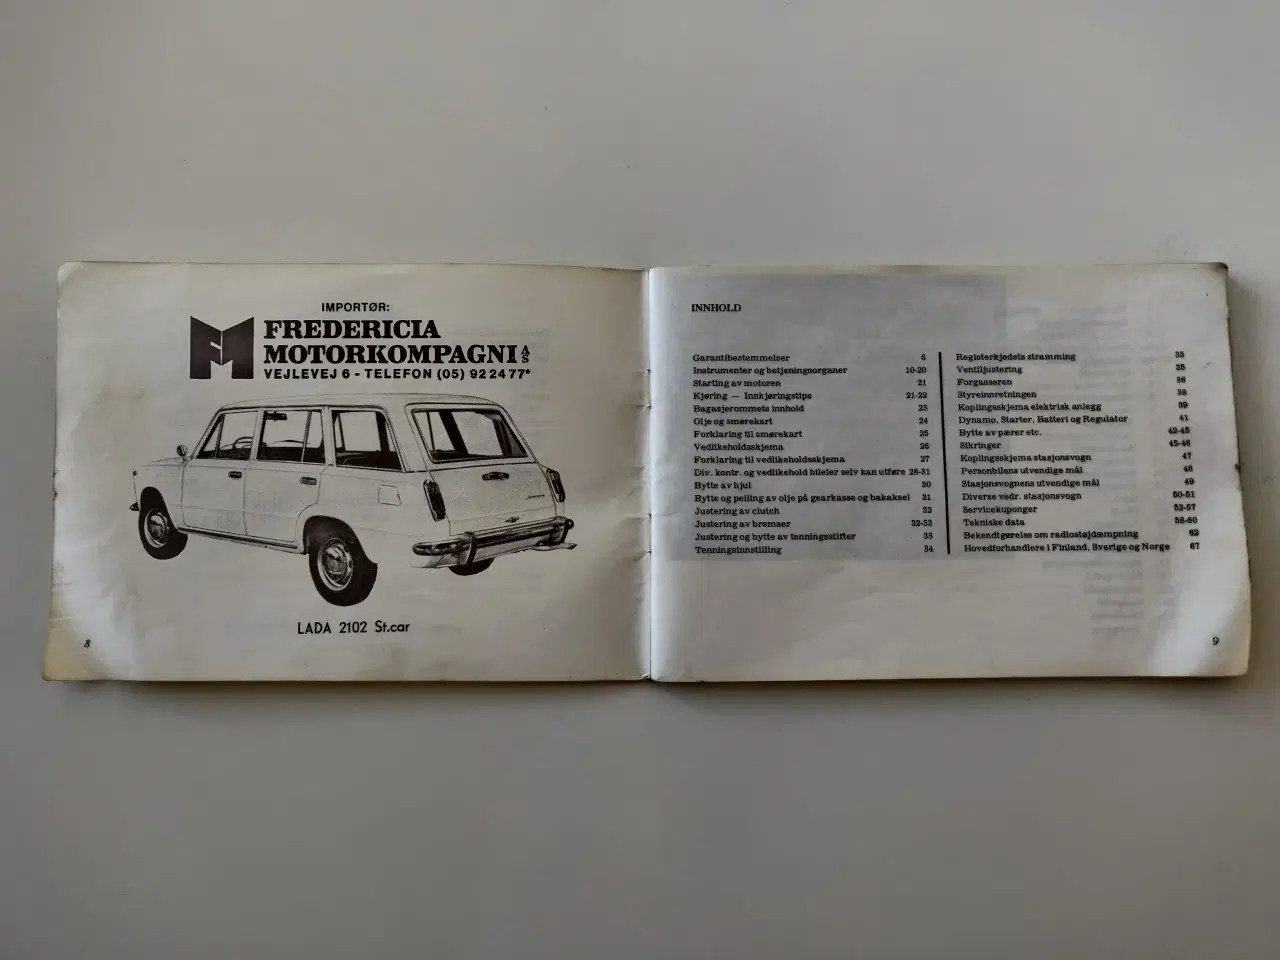 IMPORTØR:
FM
FREDERICIA
MOTORKOMPAGNI A/S
VEJLEVEJ 6 - TELEFON (05) 92 24 77*
LADA 2102 St.car
8
INNHOLD
Garantibestemmelser 6
Instrumenter og betjeningsorganer 10-20
Starting av motoren 21
Kjøring — Innkjøringstips 21-22
Bagasjerommets innhold 23
Olje og smørekart 24
Forklaring til smørekart 25
Vedlikeholdsskjema 26
Forklaring til vedlikeholdsskjema 27
Div. kontr. og vedlikehold bileier selv kan utføre 28-31
Bytte av hjul 30
Bytte og peiling av olje på gearkasse og bakaksel 31
Justering av clutch 32
Justering av bremser 32-33
Justering og bytte av tenningsstifter 33
Tenningsinnstilling 34
Registerkjedets stramming 35
Ventiljustering 35
Forgasseren 36
Styreinnretningen 38
Koplingsskjema elektrisk anlegg 39
Dynamo, Starter, Batteri og Regulator 41
Bytte av pærer etc. 42-45
Sikringer 45-46
Koplingsskjema stasjonsvogn 47
Personbilens utvendige mål 48
Stasjonsvognens utvendige mål 49
Diverse vedr. stasjonsvogn 50-51
Servicekuponger 52-57
Tekniske data 58-60
Bekendtgørelse om radiostøjdæmpning 62
Hovedforhandlere i Finland, Sverige og Norge 67
9